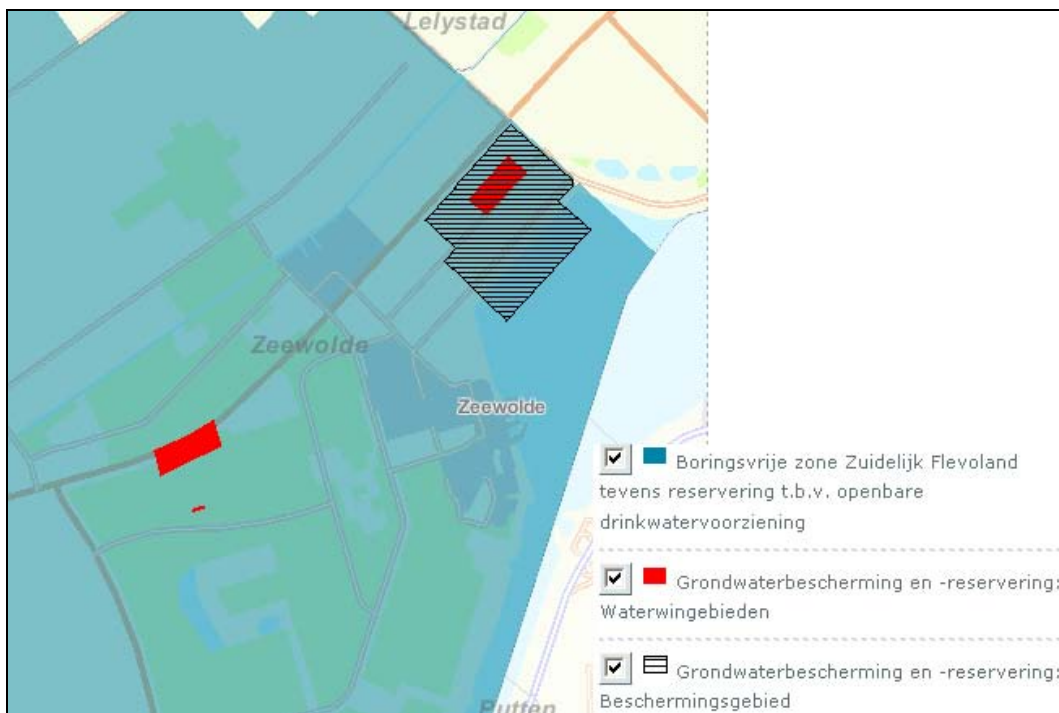 Lelystad
Zeewolde
Zeewolde
Boringsvrije zone Zuidelijk Flevoland
tevens reservering t.b.v. openbare
drinkwatervoorziening
Grondwaterbescherming en -reservering:
Waterwingebieden
Grondwaterbescherming en -reservering:
Beschermingsgebied
Putten